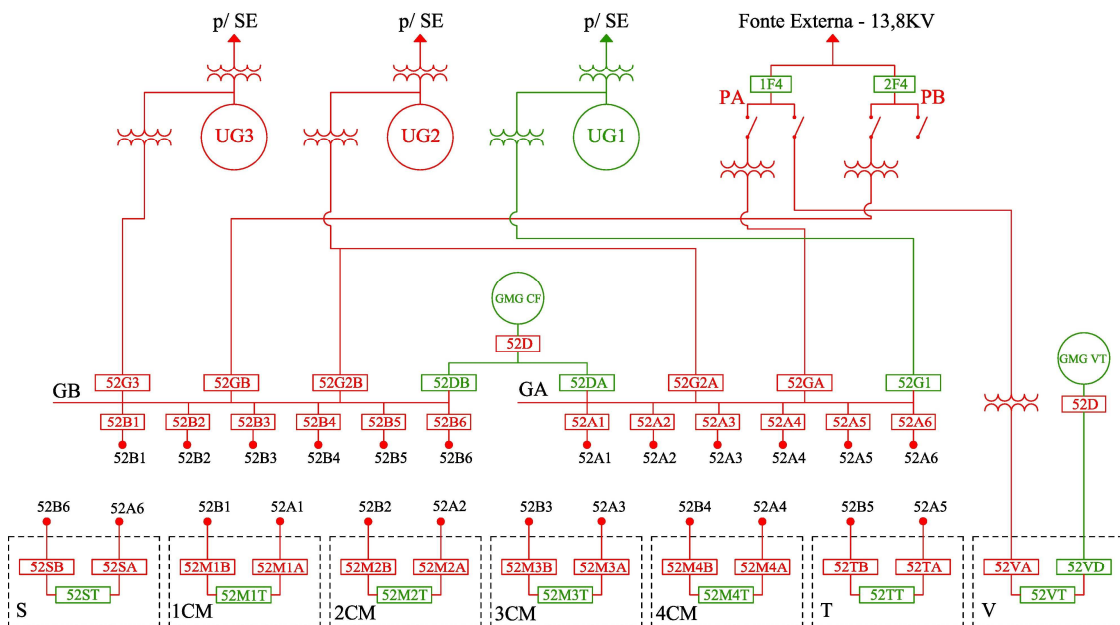 p/ SE p/ SE p/ SE Fonte Externa - 13,8KV
1F4 2F4
PA PB
UG3 UG2 UG1
GMG CF
52D
GMG VT
52D
52G3 52GB 52G2B 52DB 52DA 52G2A 52GA 52G1
GB GA
52B1 52B2 52B3 52B4 52B5 52B6 52A1 52A2 52A3 52A4 52A5 52A6
52B1 52B2 52B3 52B4 52B5 52B6 52A1 52A2 52A3 52A4 52A5 52A6
52B6 52A6 52B1 52A1 52B2 52A2 52B3 52A3 52B4 52A4 52B5 52A5
52SB 52SA 52M1B 52M1A 52M2B 52M2A 52M3B 52M3A 52M4B 52M4A 52TB 52TA 52VA 52VD
52ST 52M1T 52M2T 52M3T 52M4T 52TT 52VT
S 1CM 2CM 3CM 4CM T V